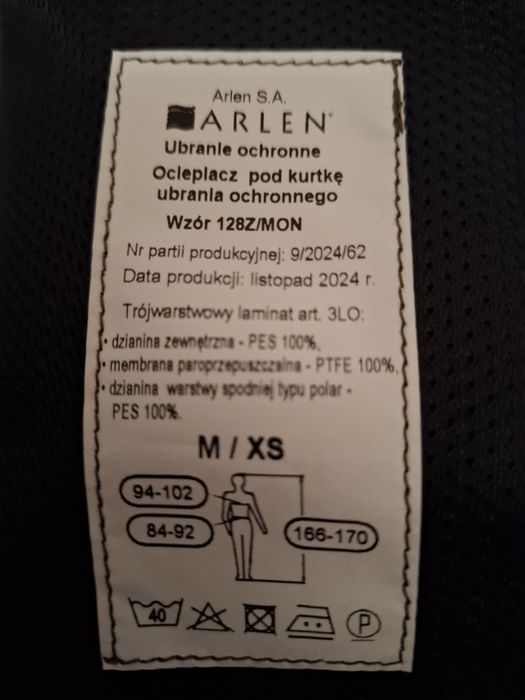 Arlen S.A.
ARLEN®
Ubranie ochronne
Ocieplacz pod kurtkę
ubrania ochronnego
Wzór 128Z/MON
Nr partii produkcyjnej: 9/2024/62
Data produkcji: listopad 2024 r.
Trójwarstwowy laminat art. 3LO:
• dzianina zewnętrzna - PES 100%,
• membrana paroprzepuszczalna - PTFE 100%,
• dzianina warstwy spodniej typu polar -
PES 100%.
M / XS
94-102
84-92
166-170
40
P